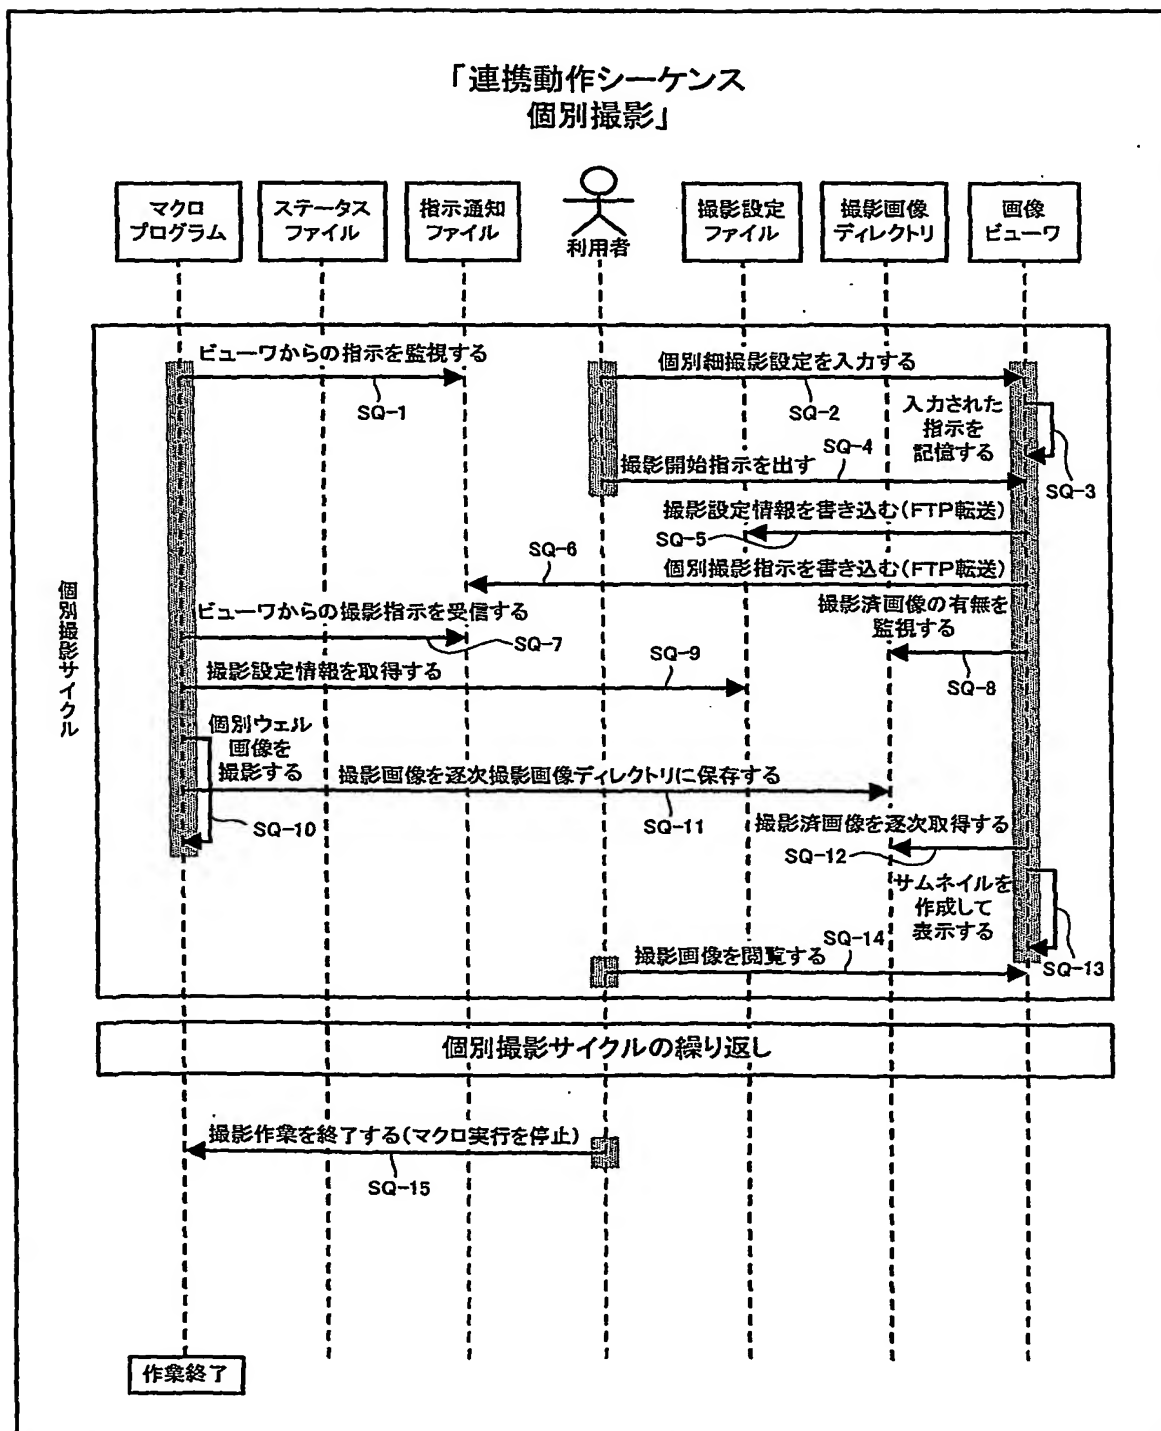 「連携動作シーケンス
個別撮影」
マクロ
プログラム
ステータス
ファイル
指示通知
ファイル
利用者
撮影設定
ファイル
撮影画像
ディレクトリ
画像
ビューワ
個別撮影サイクル
ビューワからの指示を監視する
SQ-1
個別細撮影設定を入力する
SQ-2
入力された
指示を
記憶する
SQ-3
撮影開始指示を出す
SQ-4
撮影設定情報を書き込む(FTP転送)
SQ-5
SQ-6
個別撮影指示を書き込む(FTP転送)
ビューワからの撮影指示を受信する
SQ-7
撮影済画像の有無を
監視する
SQ-8
撮影設定情報を取得する
SQ-9
個別ウェル
画像を
撮影する
SQ-10
撮影画像を逐次撮影画像ディレクトリに保存する
SQ-11
撮影済画像を逐次取得する
SQ-12
サムネイルを
作成して
表示する
SQ-13
撮影画像を閲覧する
SQ-14
個別撮影サイクルの繰り返し
撮影作業を終了する(マクロ実行を停止)
SQ-15
作業終了